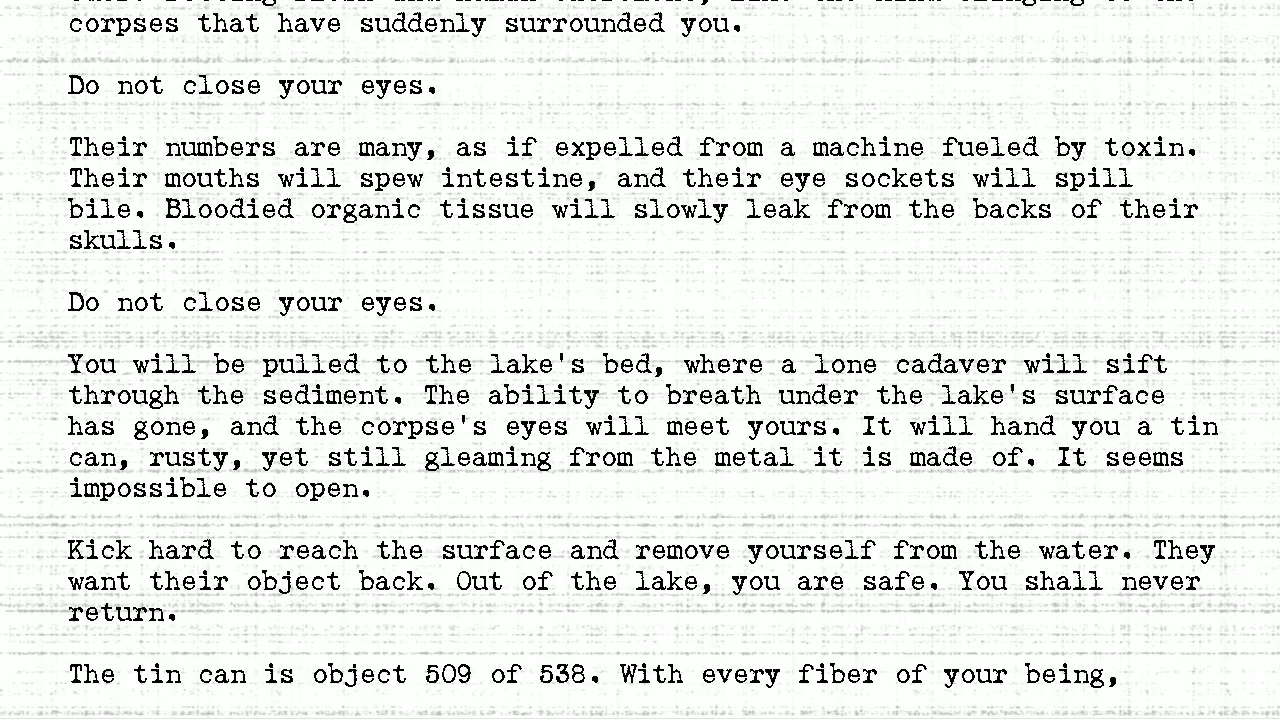 corpses that have suddenly surrounded you.
Do not close your eyes.
Their numbers are many, as if expelled from a machine fueled by toxin.
Their mouths will spew intestine, and their eye sockets will spill
bile. Bloodied organic tissue will slowly leak from the backs of their
skulls.
Do not close your eyes.
You will be pulled to the lake's bed, where a lone cadaver will sift
through the sediment. The ability to breath under the lake's surface
has gone, and the corpse's eyes will meet yours. It will hand you a tin
can, rusty, yet still gleaming from the metal it is made of. It seems
impossible to open.
Kick hard to reach the surface and remove yourself from the water. They
want their object back. Out of the lake, you are safe. You shall never
return.
The tin can is object 509 of 538. With every fiber of your being,